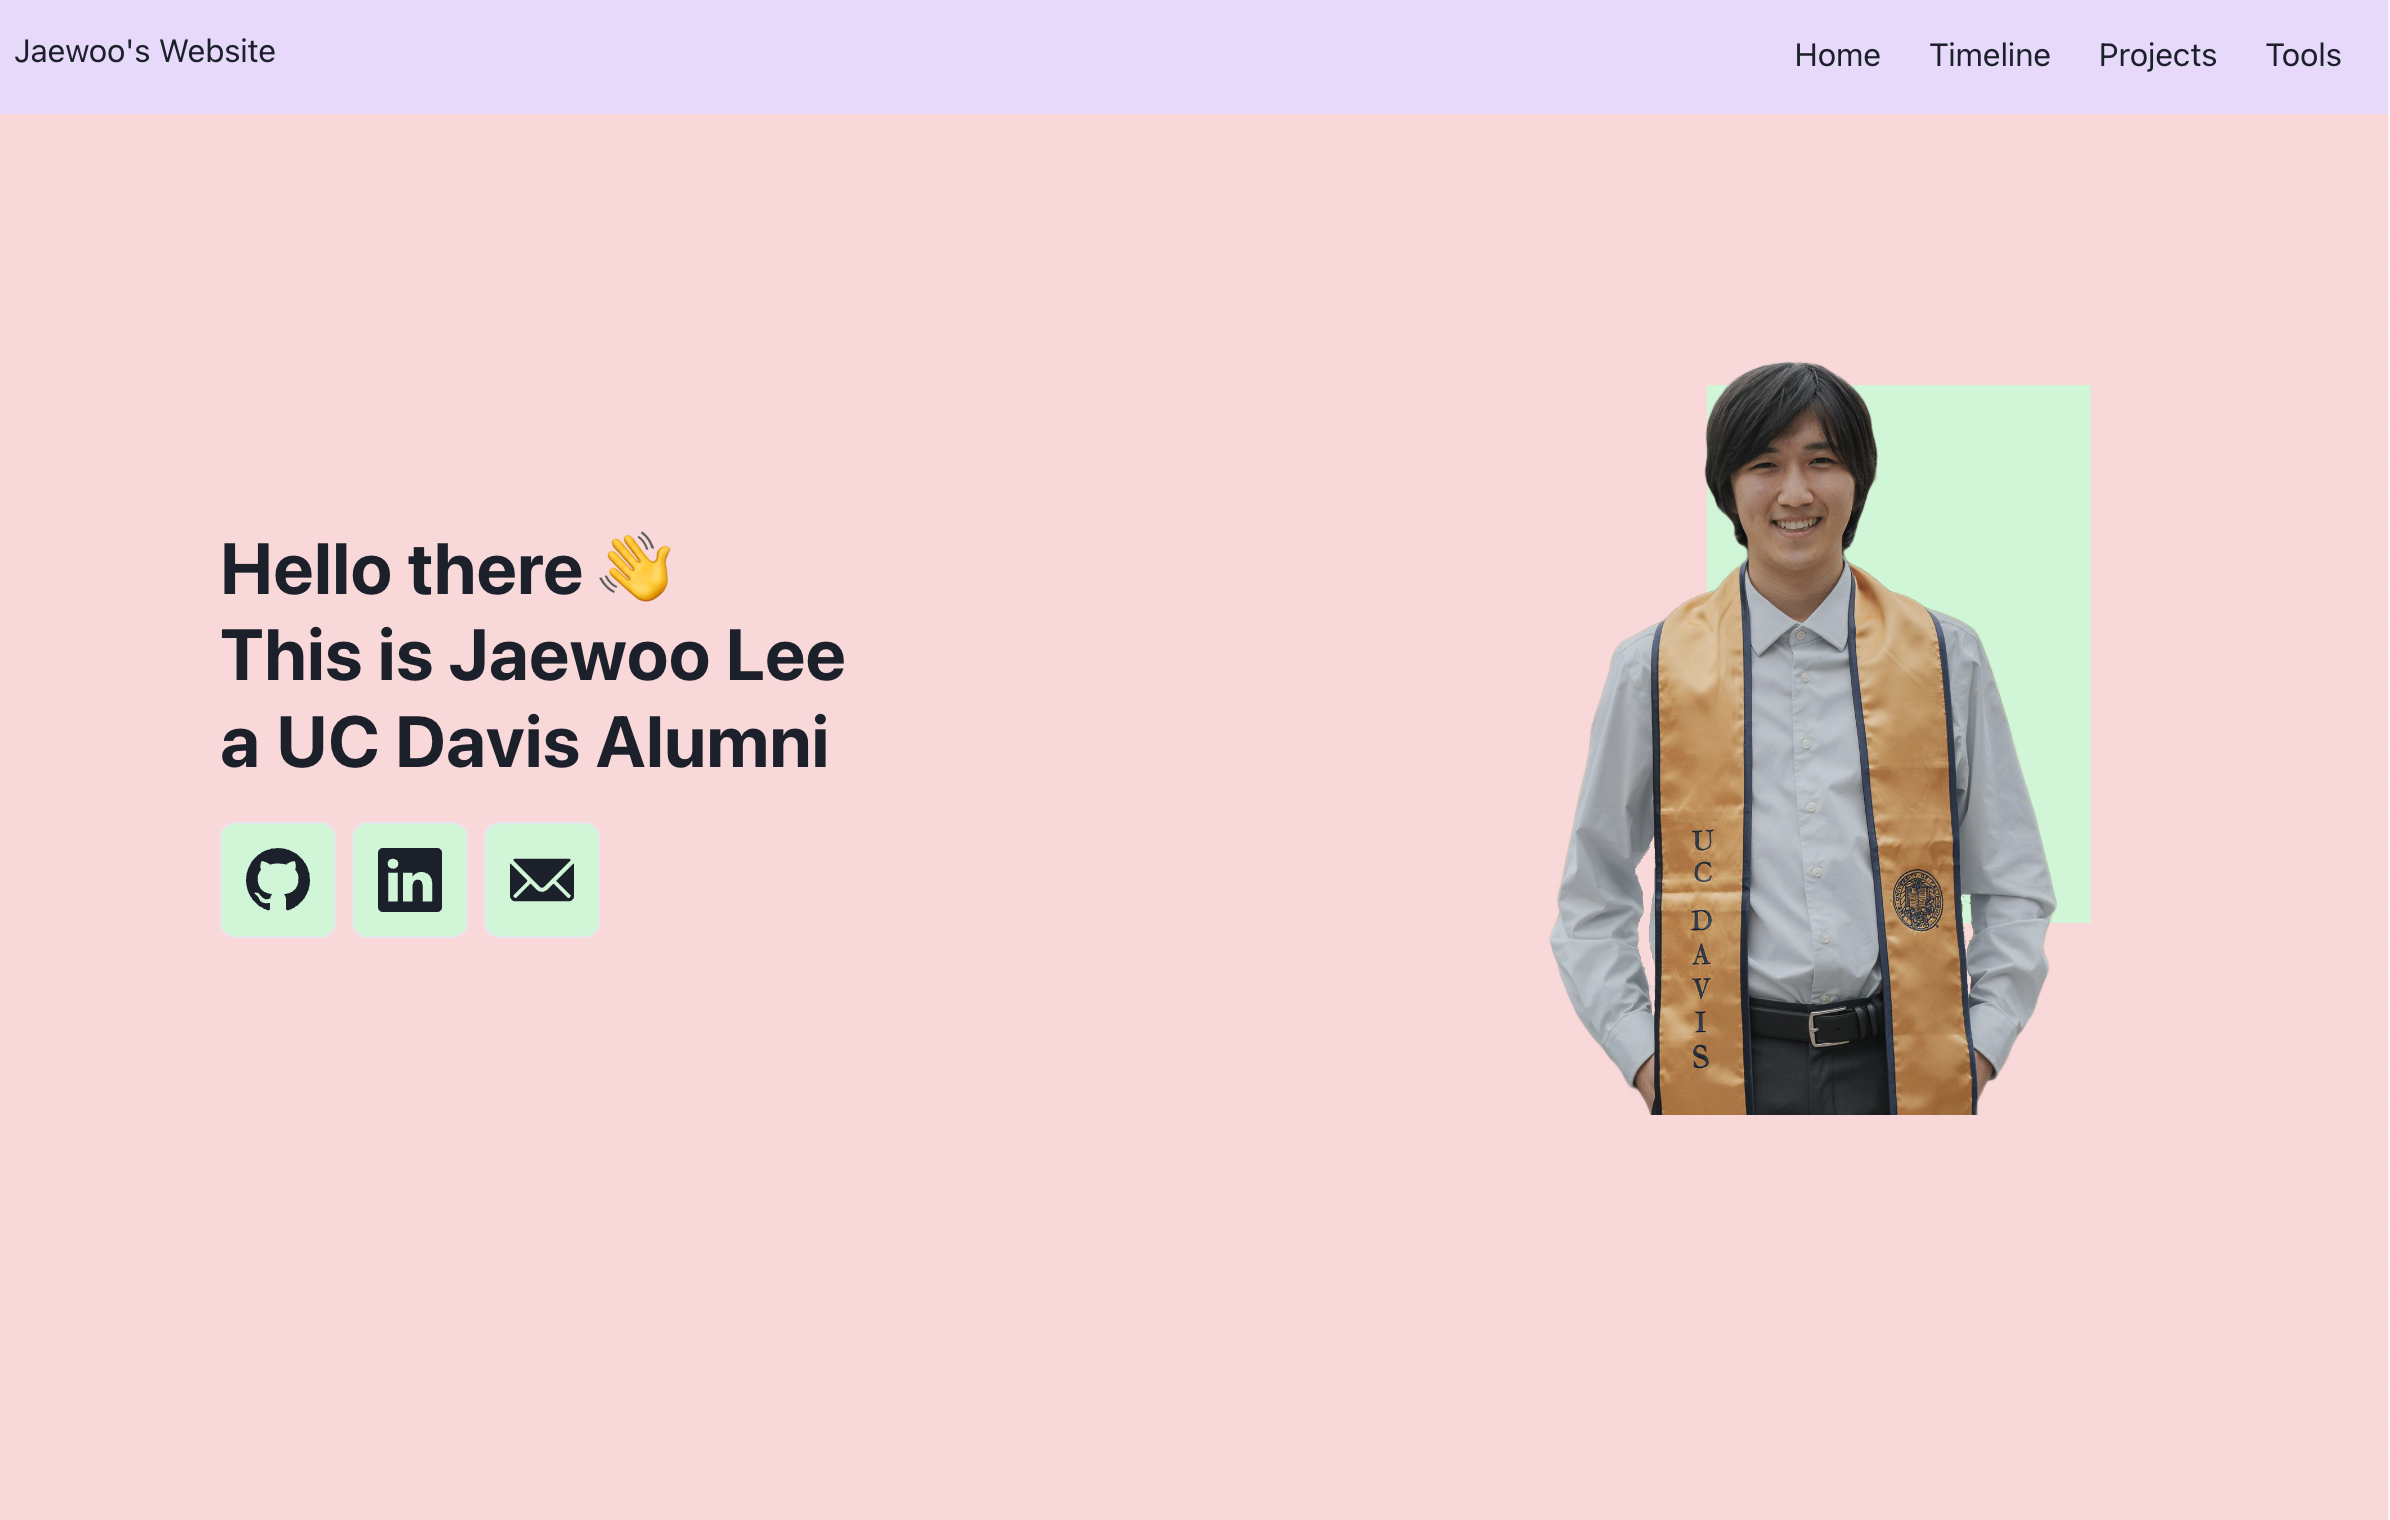 Jaewoo's Website
Home
Timeline
Projects
Tools
Hello there 👋
This is Jaewoo Lee
a UC Davis Alumni
in
UC DAVIS